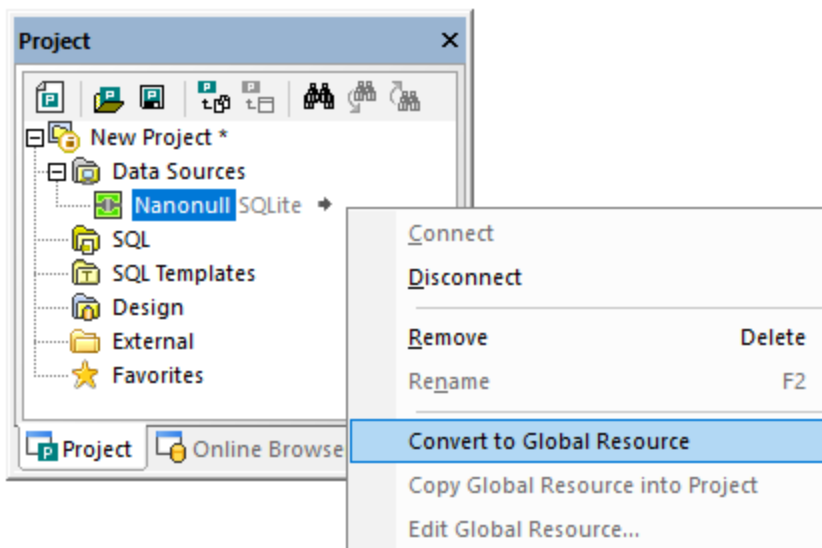 Project
New Project *
Data Sources
Nanonull SQLite
SQL
SQL Templates
Design
External
Favorites
Project Online Browse
Connect
Disconnect
Remove Delete
Rename F2
Convert to Global Resource
Copy Global Resource into Project
Edit Global Resource...